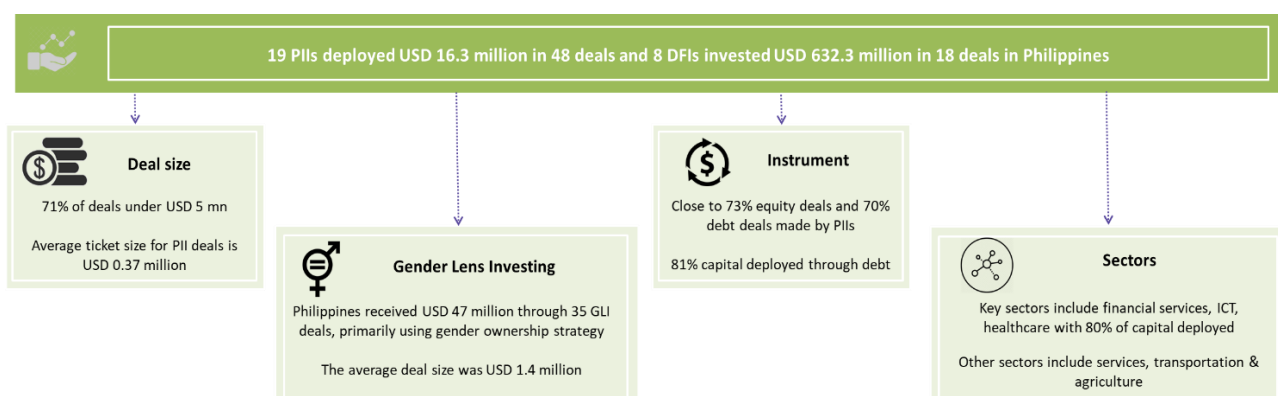 19 PIIs deployed USD 16.3 million in 48 deals and 8 DFIs invested USD 632.3 million in 18 deals in Philippines
Deal size
71% of deals under USD 5 mn
Average ticket size for PII deals is
USD 0.37 million
Gender Lens Investing
Philippines received USD 47 million through 35 GLI
deals, primarily using gender ownership strategy
The average deal size was USD 1.4 million
Instrument
Close to 73% equity deals and 70%
debt deals made by PIIs
81% capital deployed through debt
Sectors
Key sectors include financial services, ICT,
healthcare with 80% of capital deployed
Other sectors include services, transportation &
agriculture